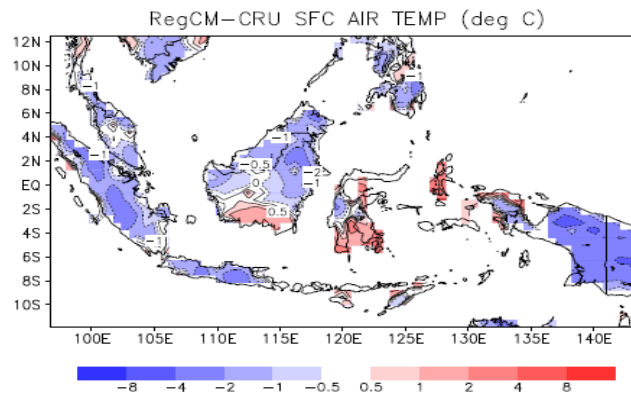 RegCM-CRU SFC AIR TEMP (deg C)
12N
10N
8N
6N
4N
2N
EQ
2S
4S
6S
8S
10S
-1
-1
-1
-1
-0.5
-2
-1
0
0.5
-1
100E 105E 110E 115E 120E 125E 130E 135E 140E
-8 -4 -2 -1 -0.5 0.5 1 2 4 8